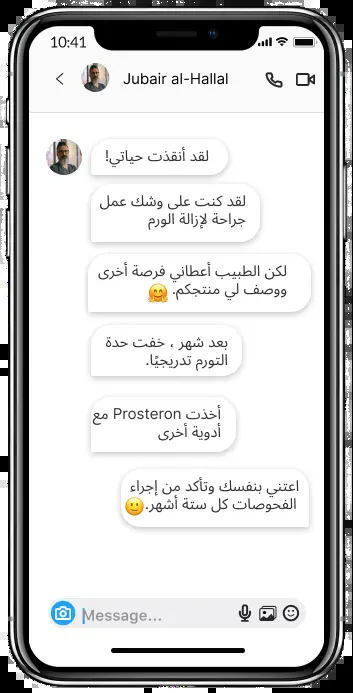 10:41
Jubair al-Hallal
لقد أنقذت حياتي!
لقد كنت على وشك عمل
جراحة لإزالة الورم
لكن الطبيب أعطاني فرصة أخرى
ووصف لي منتجكم. 🤗
بعد شهر ، خفت حدة
التورم تدريجيًا.
أخذت Prosteron مع
أدوية أخرى
اعتني بنفسك وتأكد من إجراء
الفحوصات كل ستة أشهر.🙂
Message...